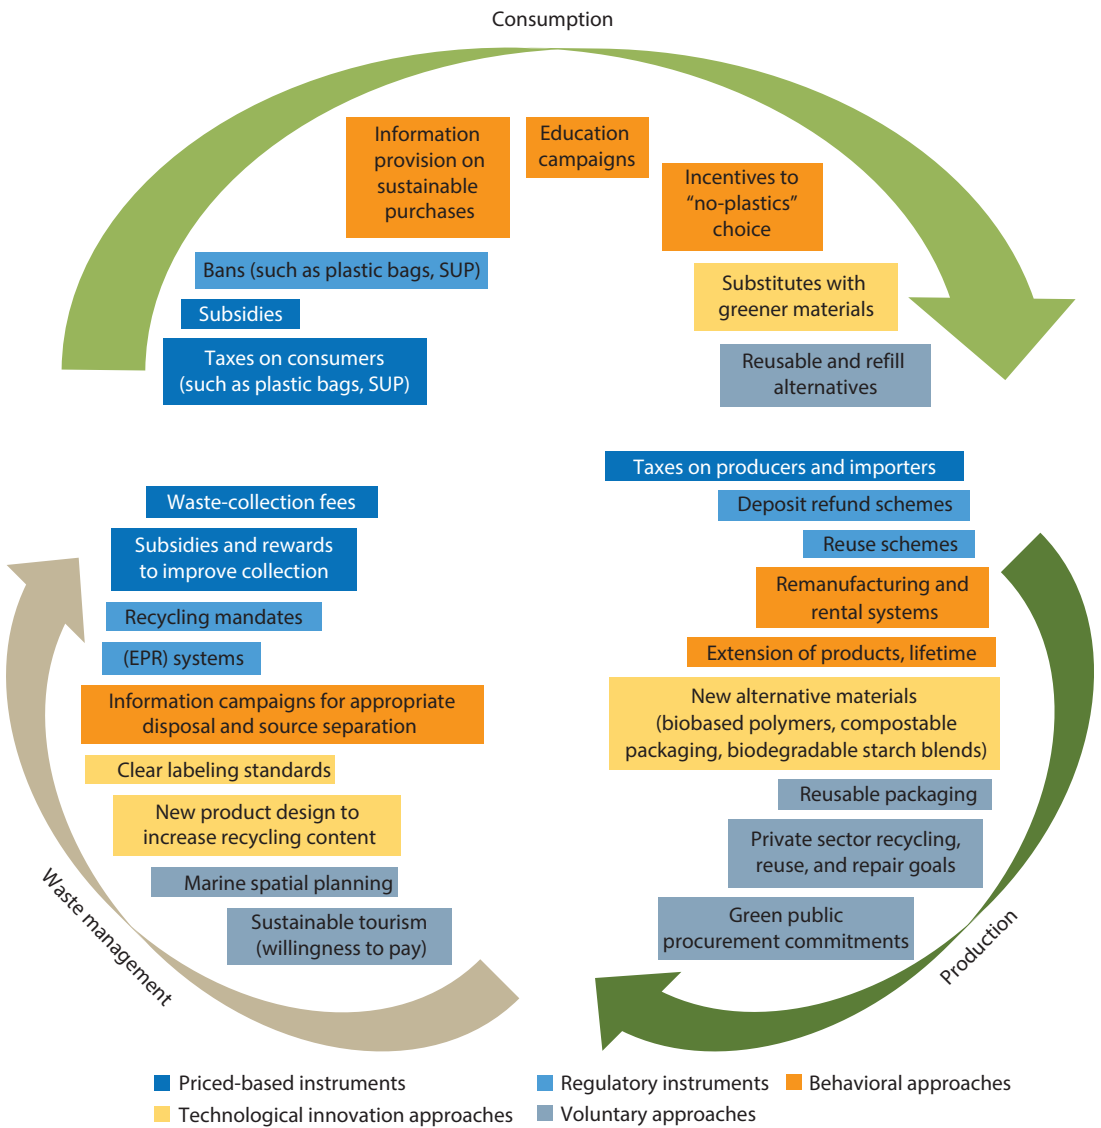 Consumption
Information
provision on
sustainable
purchases
Education
campaigns
Incentives to
“no-plastics”
choice
Bans (such as plastic bags, SUP)
Subsidies
Taxes on consumers
(such as plastic bags, SUP)
Substitutes with
greener materials
Reusable and refill
alternatives
Taxes on producers and importers
Deposit refund schemes
Reuse schemes
Remanufacturing and
rental systems
Extension of products, lifetime
New alternative materials
(biobased polymers, compostable
packaging, biodegradable starch blends)
Reusable packaging
Private sector recycling,
reuse, and repair goals
Green public
procurement commitments
Production
Waste-collection fees
Subsidies and rewards
to improve collection
Recycling mandates
(EPR) systems
Information campaigns for appropriate
disposal and source separation
Clear labeling standards
New product design to
increase recycling content
Marine spatial planning
Sustainable tourism
(willingness to pay)
Waste management
Priced-based instruments
Regulatory instruments
Behavioral approaches
Technological innovation approaches
Voluntary approaches